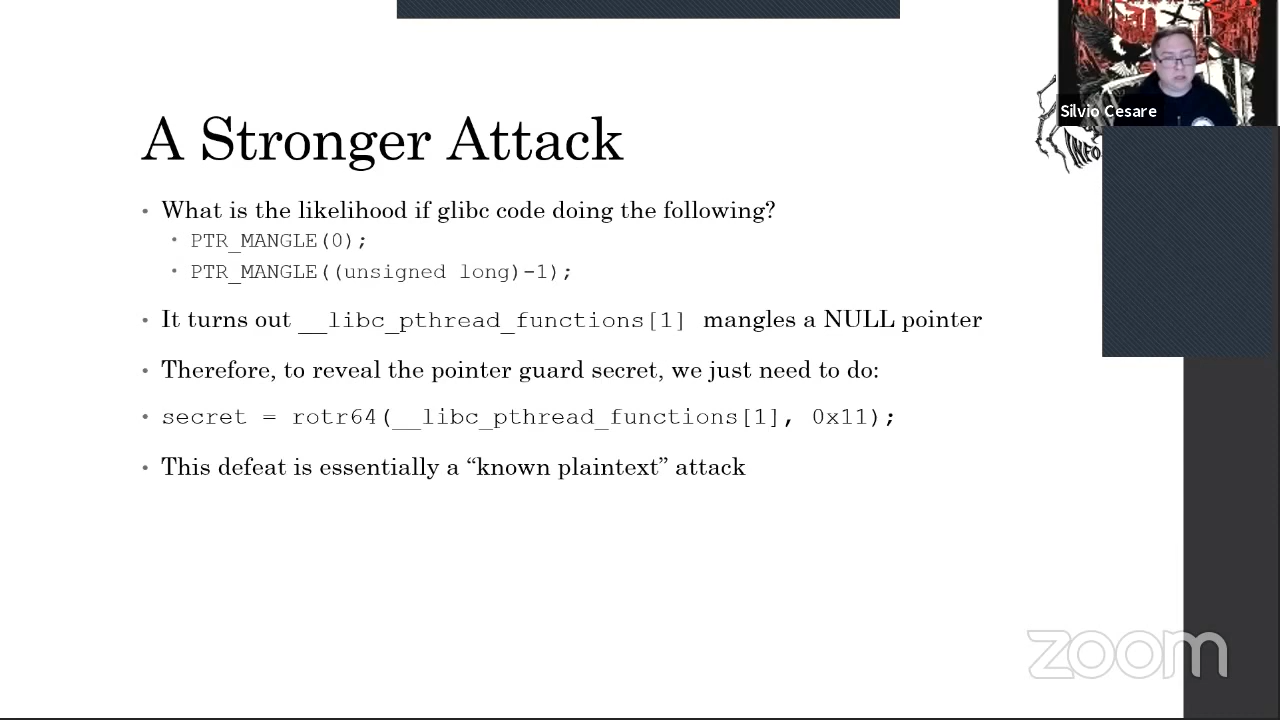 Silvio Cesare
INFO
A Stronger Attack
• What is the likelihood if glibc code doing the following?
• PTR_MANGLE(0);
• PTR_MANGLE((unsigned long)-1);
• It turns out __libc_pthread_functions[1] mangles a NULL pointer
• Therefore, to reveal the pointer guard secret, we just need to do:
• secret = rotr64(__libc_pthread_functions[1], 0x11);
• This defeat is essentially a “known plaintext” attack
zoom